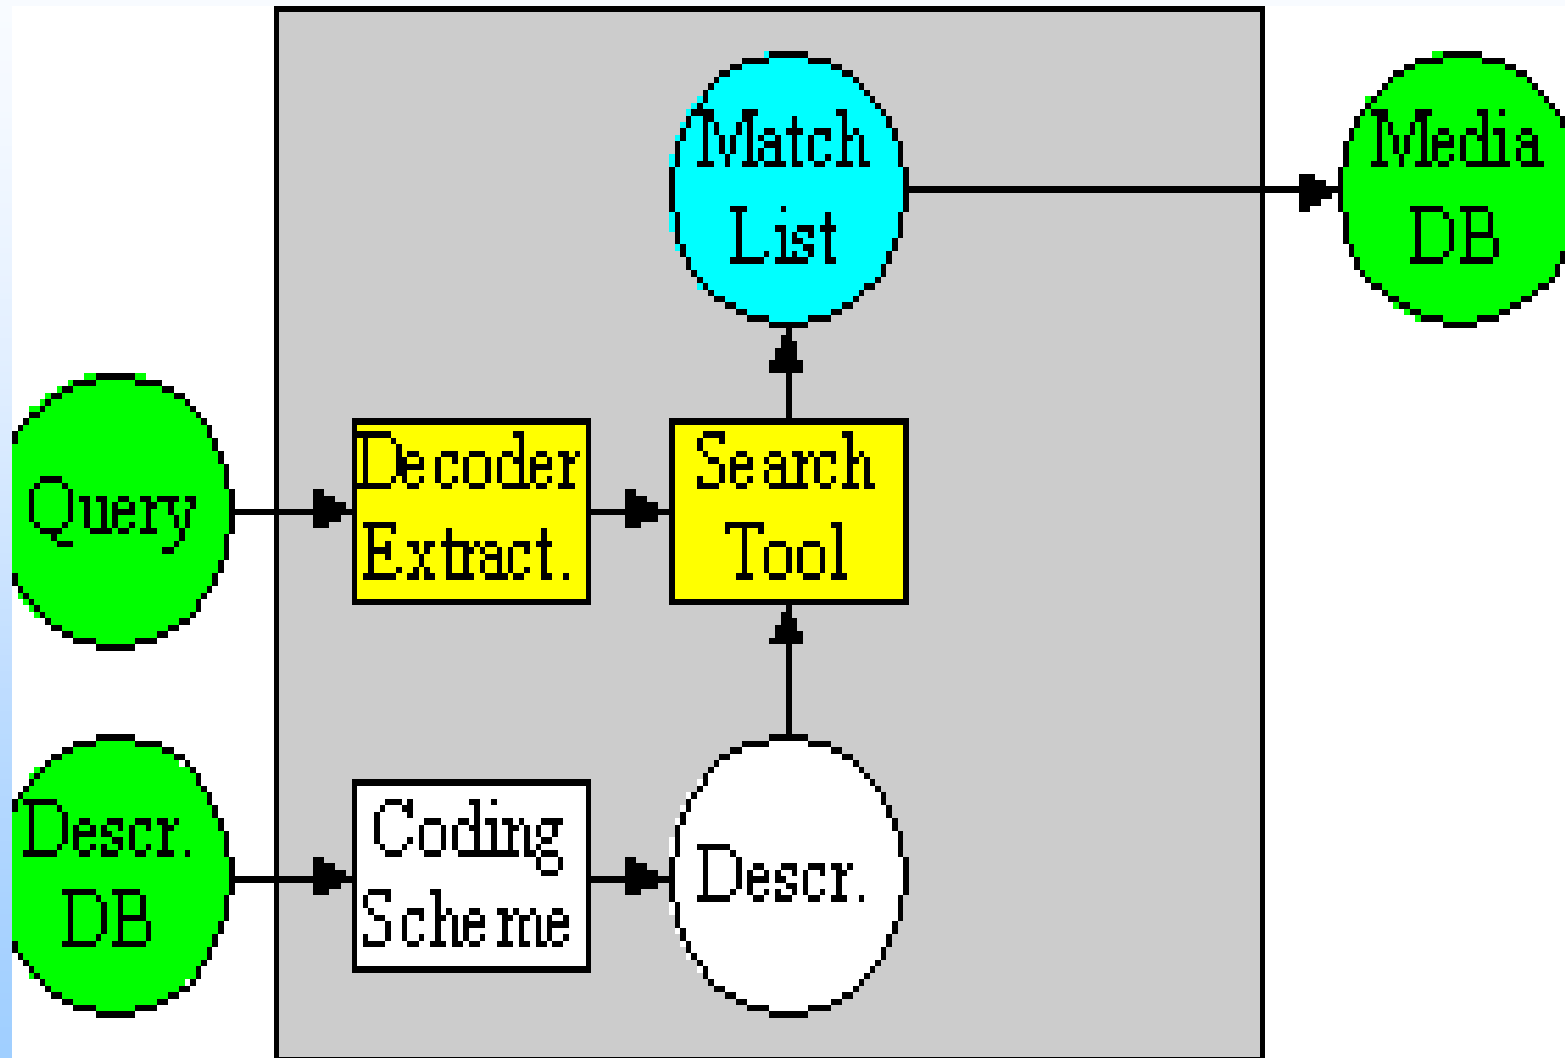 Match
List
Media
DB
Query
Decoder
Extract.
Search
Tool
Descr.
DB
Coding
Scheme
Descr.